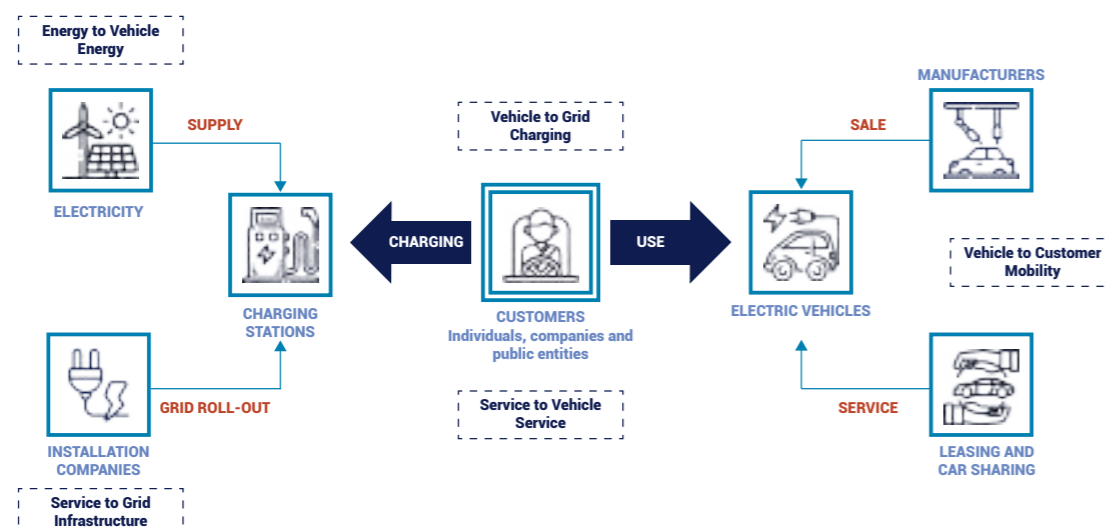 Energy to Vehicle
Energy
MANUFACTURERS
Vehicle to Grid
Charging
SUPPLY
SALE
ELECTRICITY
CHARGING
USE
Vehicle to Customer
Mobility
CHARGING
STATIONS
CUSTOMERS
Individuals, companies and
public entities
ELECTRIC VEHICLES
GRID ROLL-OUT
Service to Vehicle
Service
SERVICE
INSTALLATION
COMPANIES
LEASING AND
CAR SHARING
Service to Grid
Infrastructure